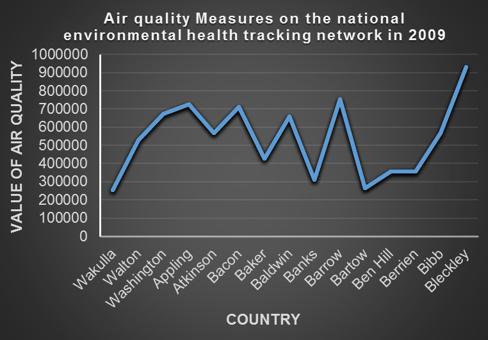 Air quality Measures on the national
environmental health tracking network in 2009
VALUE OF AIR QUALITY
1000000
900000
800000
700000
600000
500000
400000
300000
200000
100000
0
Wakulla
Walton
Washington
Appling
Atkinson
Bacon
Baker
Baldwin
Banks
Barrow
Bartow
Ben Hill
Berrien
Bibb
Bleckley
COUNTRY